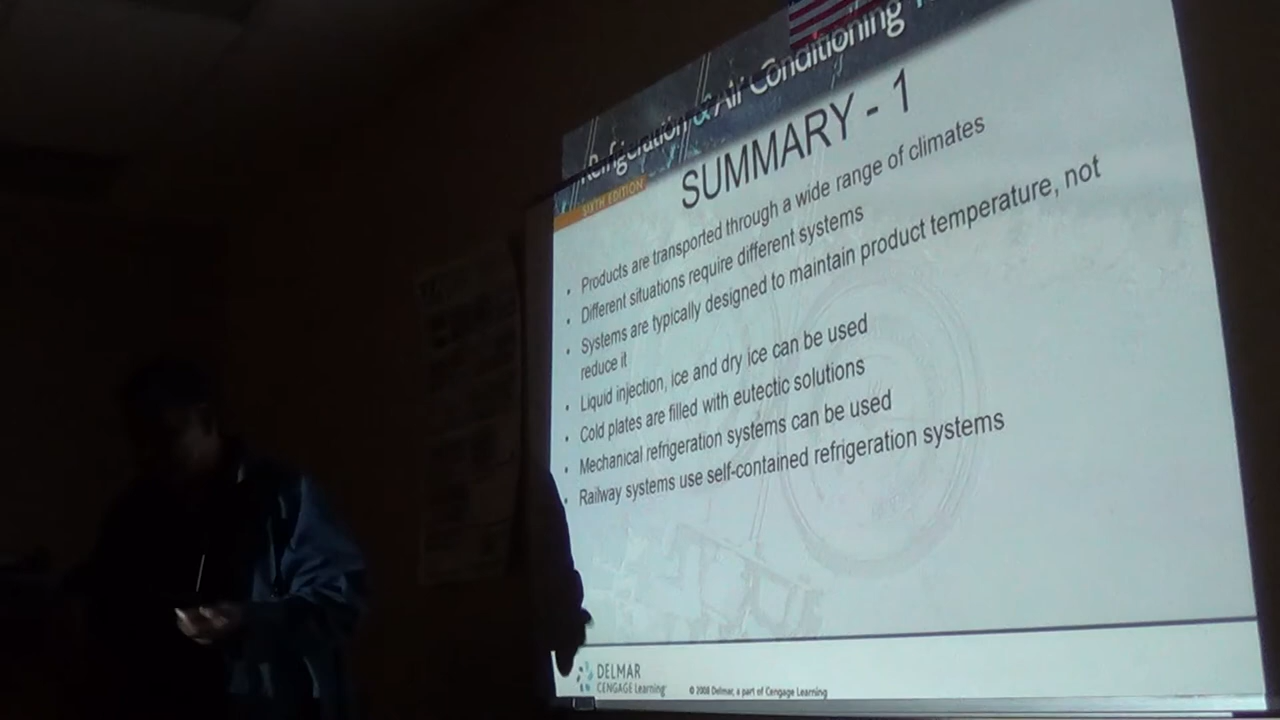 Refrigeration & Air Conditioning
SIXTH EDITION
SUMMARY - 1
• Products are transported through a wide range of climates
• Different situations require different systems
• Systems are typically designed to maintain product temperature, not
reduce it
• Liquid injection, ice and dry ice can be used
• Cold plates are filled with eutectic solutions
• Mechanical refrigeration systems can be used
• Railway systems use self-contained refrigeration systems
DELMAR
CENGAGE Learning
© 2008 Delmar, a part of Cengage Learning